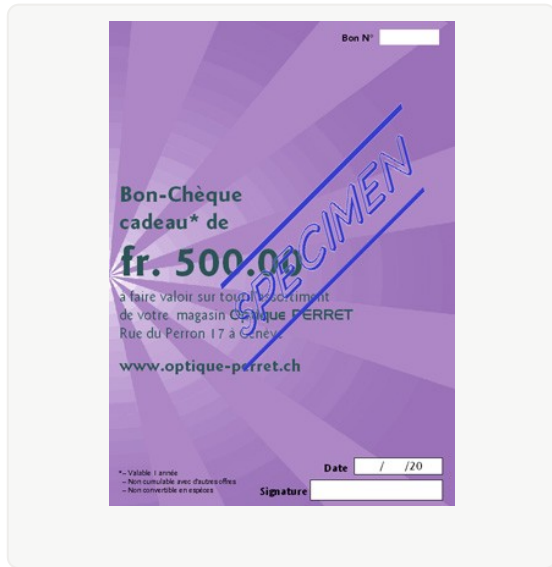 Bon N°
SPECIMEN
Bon-Chèque
cadeau* de
fr. 500.00
à faire valoir sur tout l'assortiment
de votre magasin Optique PERRET
Rue du Perron 17 à Genève
www.optique-perret.ch
*– Valable 1 année
– Non cumulable avec d'autres offres
– Non convertible en espèces
Date / /20
Signature